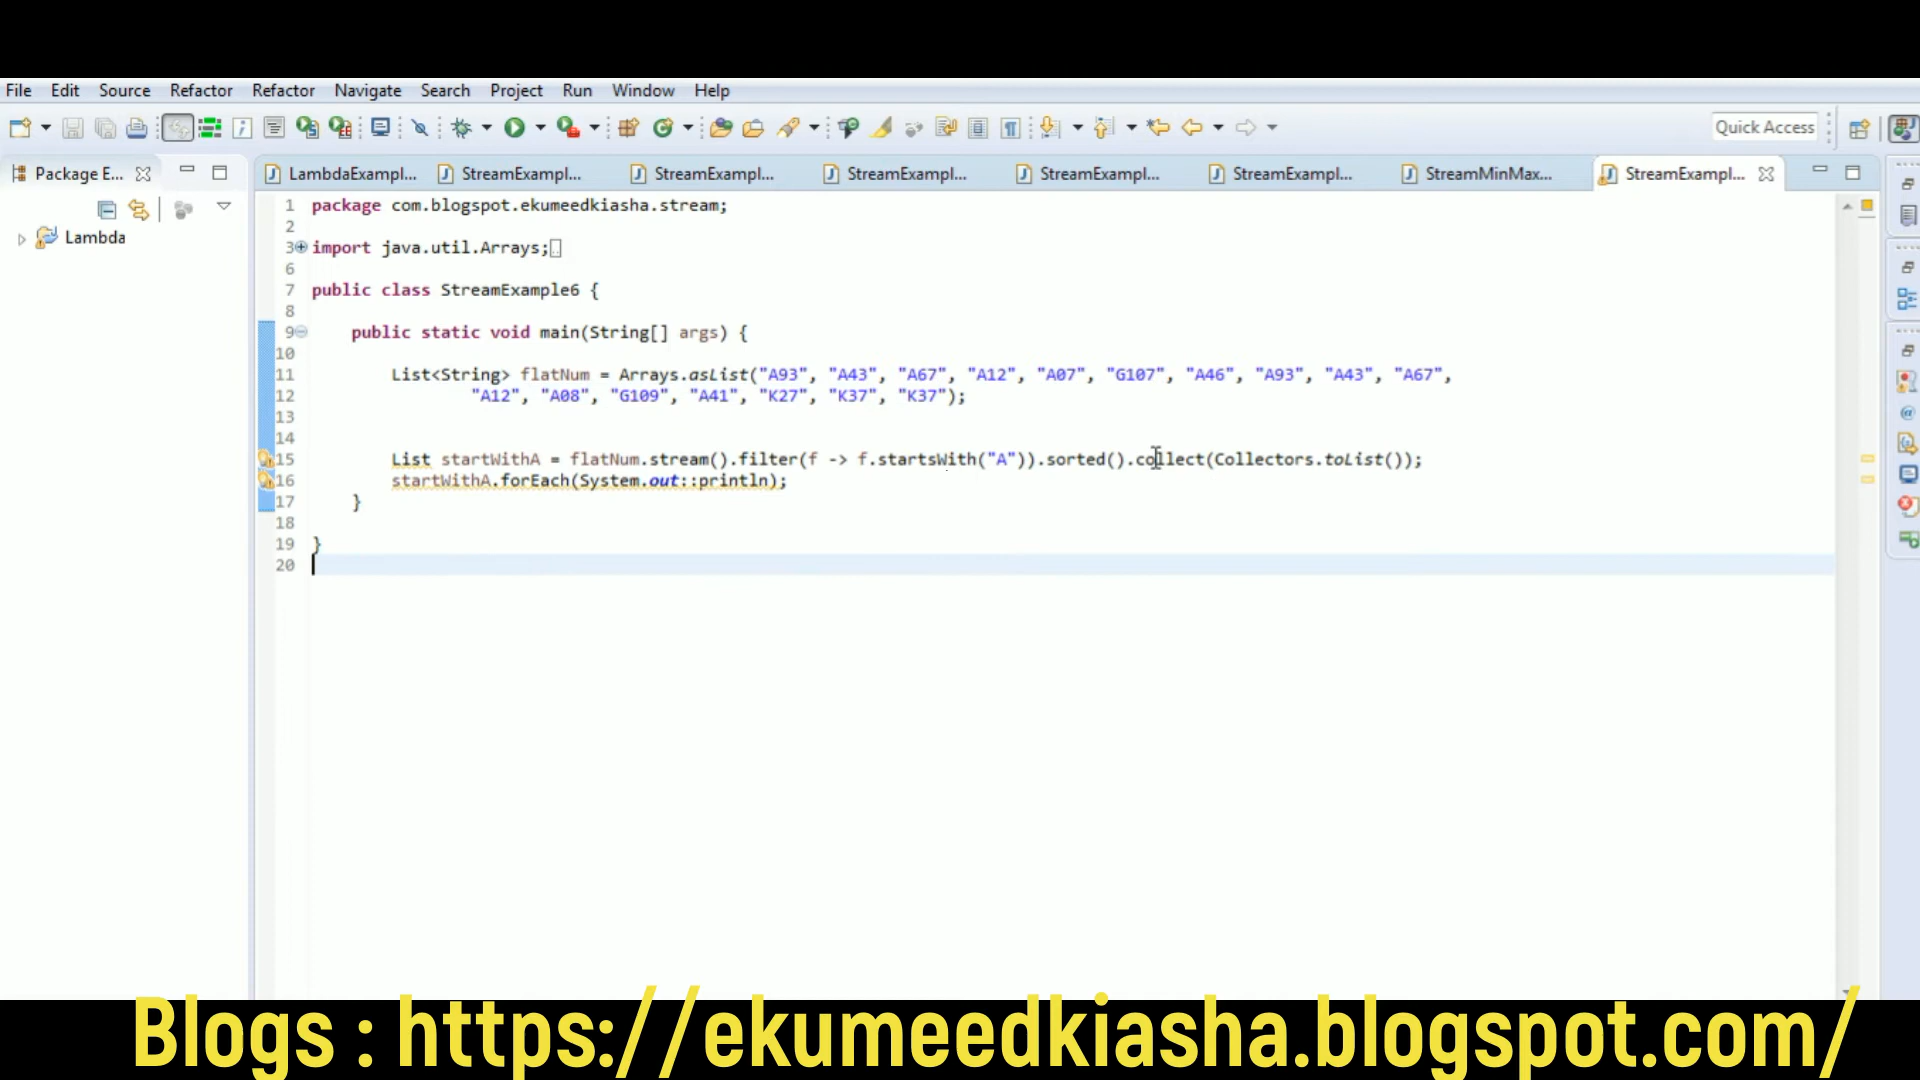 File Edit Source Refactor Refactor Navigate Search Project Run Window Help
Quick Access
Package E...
LambdaExampl... StreamExampl... StreamExampl... StreamExampl... StreamExampl... StreamExampl... StreamMinMax... StreamExampl...
Lambda
1 package com.blogspot.ekumeedkiasha.stream;
2
3 import java.util.Arrays;
6
7 public class StreamExample6 {
8
9 public static void main(String[] args) {
10
11 List<String> flatNum = Arrays.asList("A93", "A43", "A67", "A12", "A07", "G107", "A46", "A93", "A43", "A67",
12 "A12", "A08", "G109", "A41", "K27", "K37", "K37");
13
14
15 List startWithA = flatNum.stream().filter(f -> f.startsWith("A")).sorted().collect(Collectors.toList());
16 startWithA.forEach(System.out::println);
17 }
18
19 }
20
Blogs : https://ekumeedkiasha.blogspot.com/